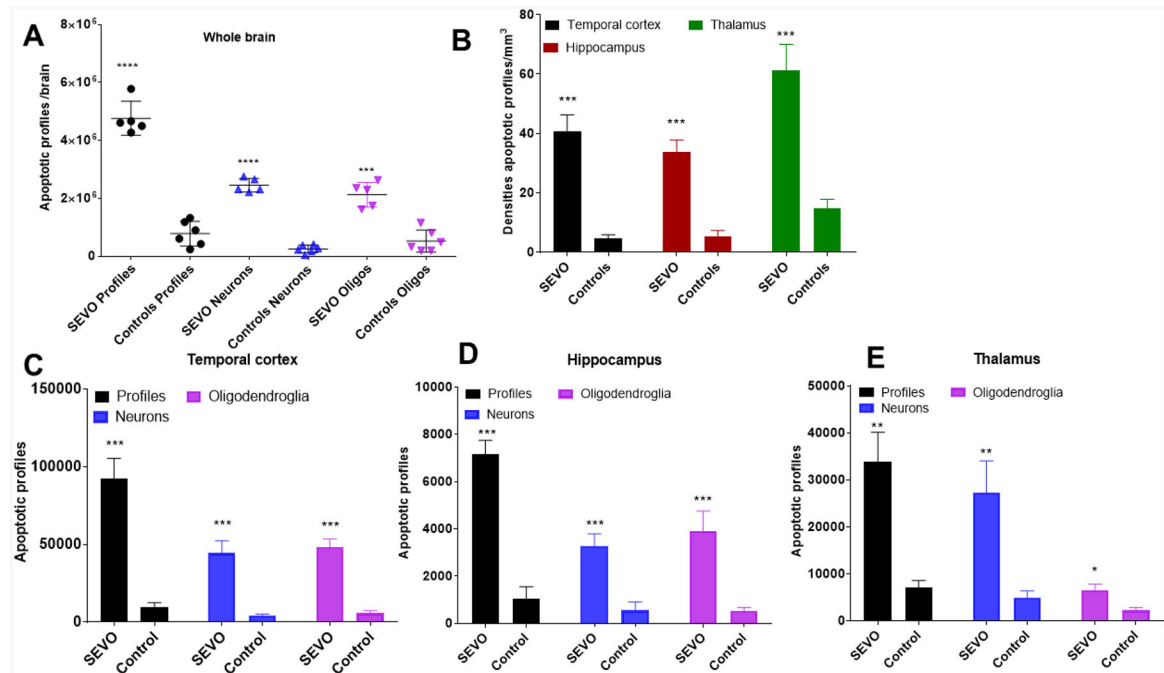 A
Whole brain
Apoptotic profiles /brain
8×10⁶
6×10⁶
4×10⁶
2×10⁶
0
****
****
***
SEVO Profiles
Controls Profiles
SEVO Neurons
Controls Neurons
SEVO Oligos
Controls Oligos
B
Temporal cortex
Thalamus
Hippocampus
Densities apoptotic profiles/mm³
80
60
40
20
0
***
***
***
SEVO
Controls
SEVO
Controls
SEVO
Controls
C
Temporal cortex
Profiles
Oligodendroglia
Neurons
Apoptotic profiles
150000
100000
50000
0
***
***
***
SEVO
Control
SEVO
Control
SEVO
Control
D
Hippocampus
Profiles
Oligodendroglia
Neurons
Apoptotic profiles
10000
8000
6000
4000
2000
0
***
***
***
SEVO
Control
SEVO
Control
SEVO
Control
E
Thalamus
Profiles
Oligodendroglia
Neurons
Apoptotic profiles
50000
40000
30000
20000
10000
0
**
**
*
SEVO
Control
SEVO
Control
SEVO
Control